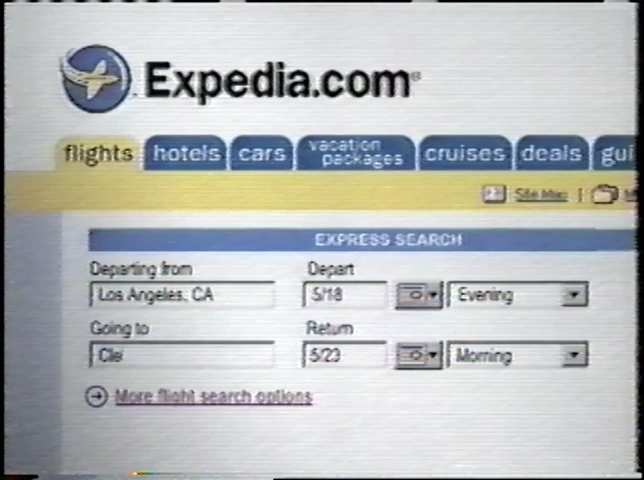 Expedia.com®
flights hotels cars vacation packages cruises deals gui
Site Map |
EXPRESS SEARCH
Departing from Depart
Los Angeles, CA 5/18 Evening
Going to Return
Cle 5/23 Morning
More flight search options